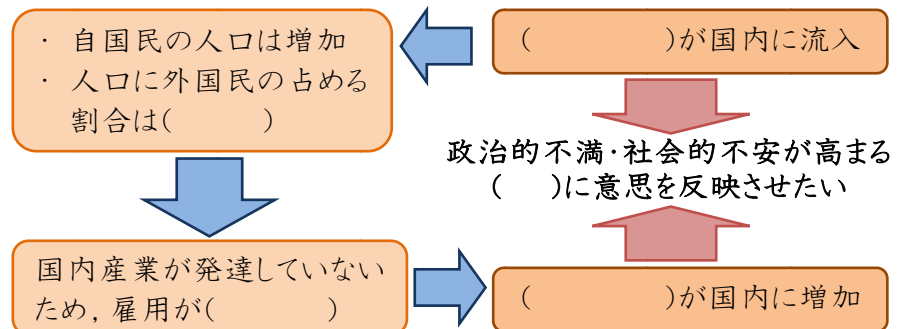 ・ 自国民の人口は増加
・ 人口に外国民の占める
割合は(　　　)
(　　　　　)が国内に流入
政治的不満・社会的不安が高まる
(　　)に意思を反映させたい
国内産業が発達していない
ため，雇用が(　　　　)
(　　　　　)が国内に増加